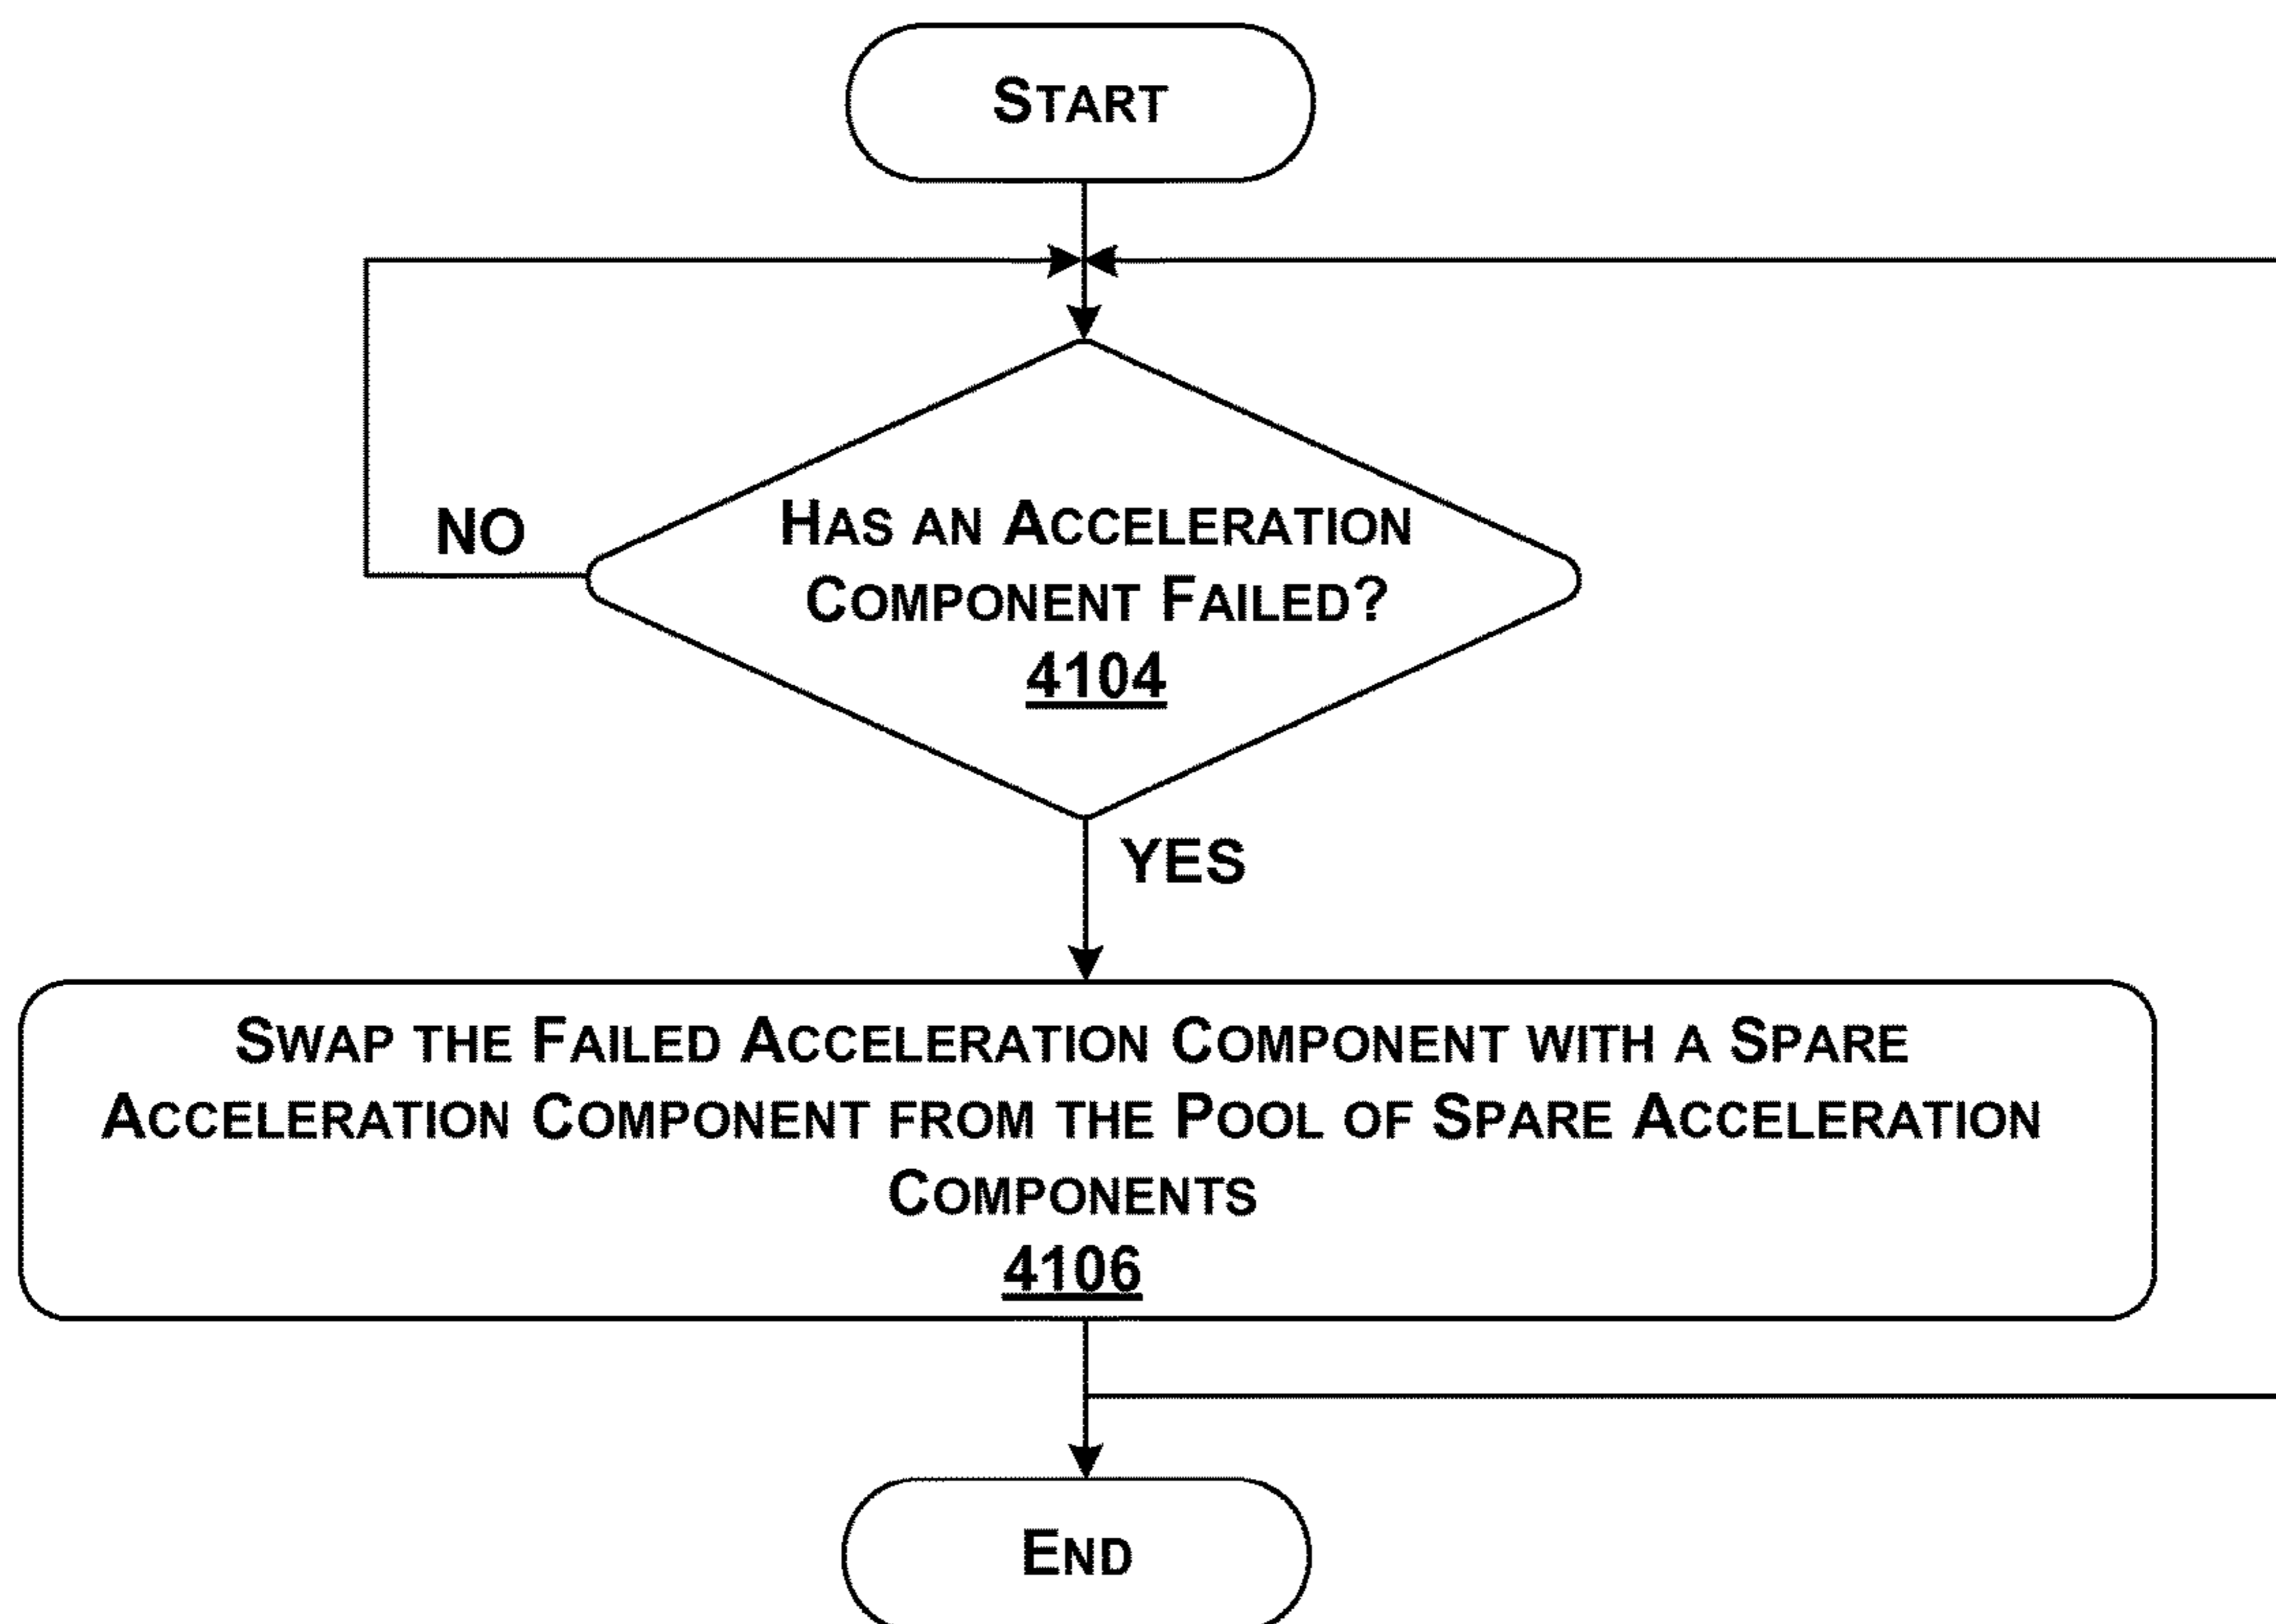 START
HAS AN ACCELERATION
COMPONENT FAILED?
4104
NO
YES
SWAP THE FAILED ACCELERATION COMPONENT WITH A SPARE
ACCELERATION COMPONENT FROM THE POOL OF SPARE ACCELERATION
COMPONENTS
4106
END